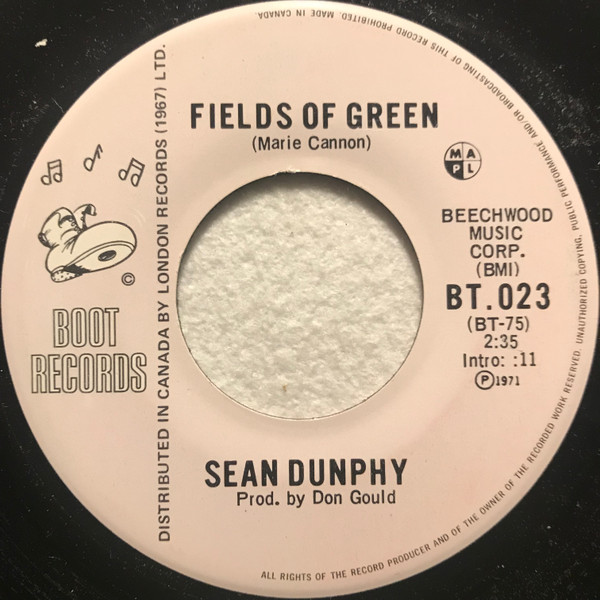 FIELDS OF GREEN
(Marie Cannon)
M A
P L
BEECHWOOD
MUSIC
CORP.
(BMI)
BT.023
(BT-75)
2:35
Intro: :11
Ⓟ1971
©
BOOT
RECORDS
DISTRIBUTED IN CANADA BY LONDON RECORDS (1967) LTD.
SEAN DUNPHY
Prod. by Don Gould
ALL RIGHTS OF THE RECORD PRODUCER AND OF THE OWNER OF THE RECORDED WORK RESERVED. UNAUTHORIZED COPYING, PUBLIC PERFORMANCE AND/OR BROADCASTING OF THIS RECORD PROHIBITED. MADE IN CANADA.